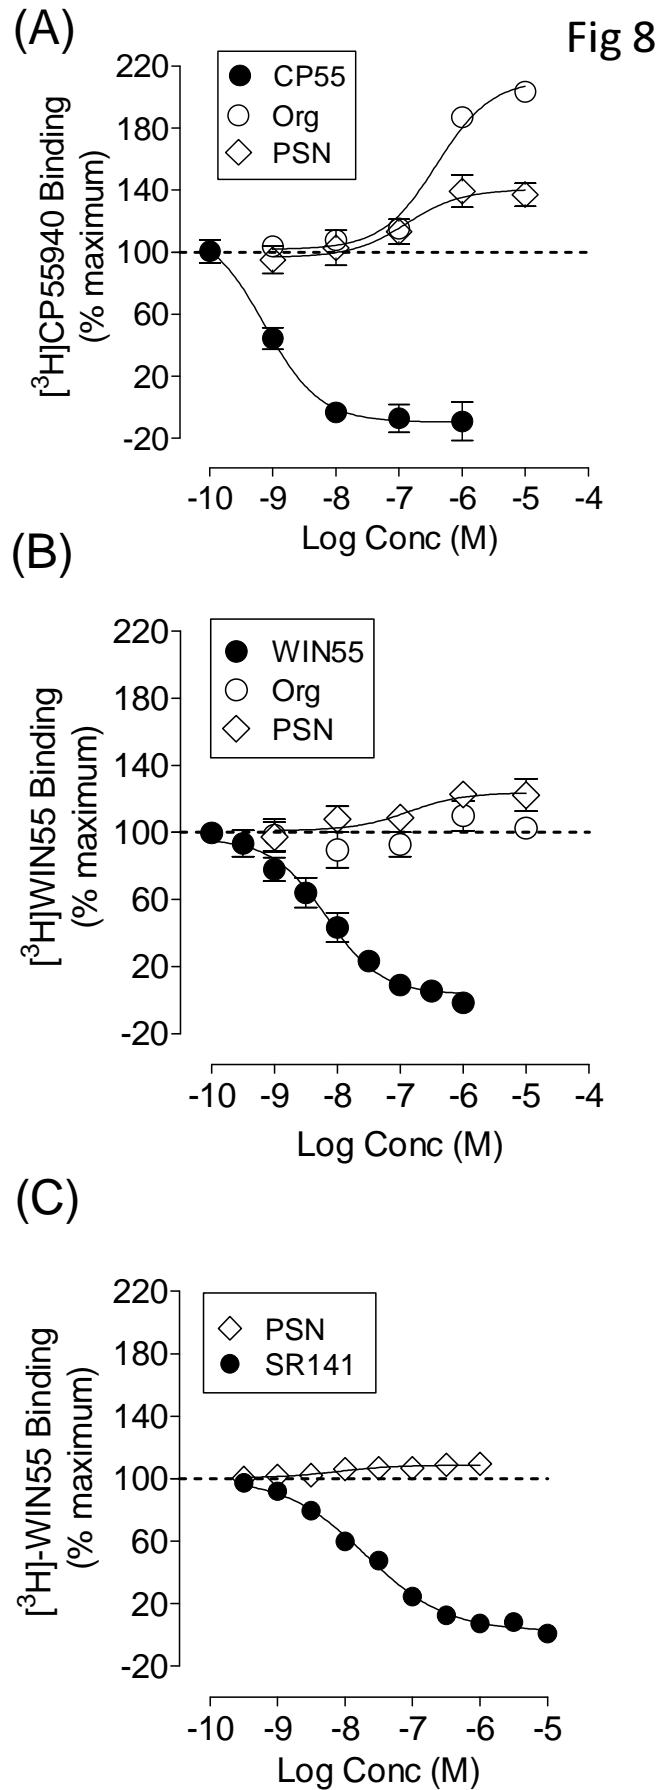 (A)
Fig 8
CP55
Org
PSN
[³H]CP55940 Binding
(% maximum)
220
180
140
100
60
20
-20
-10 -9 -8 -7 -6 -5 -4
Log Conc (M)
(B)
WIN55
Org
PSN
[³H]WIN55 Binding
(% maximum)
220
180
140
100
60
20
-20
-10 -9 -8 -7 -6 -5 -4
Log Conc (M)
(C)
PSN
SR141
[³H]-WIN55 Binding
(% maximum)
220
180
140
100
60
20
-20
-10 -9 -8 -7 -6 -5
Log Conc (M)